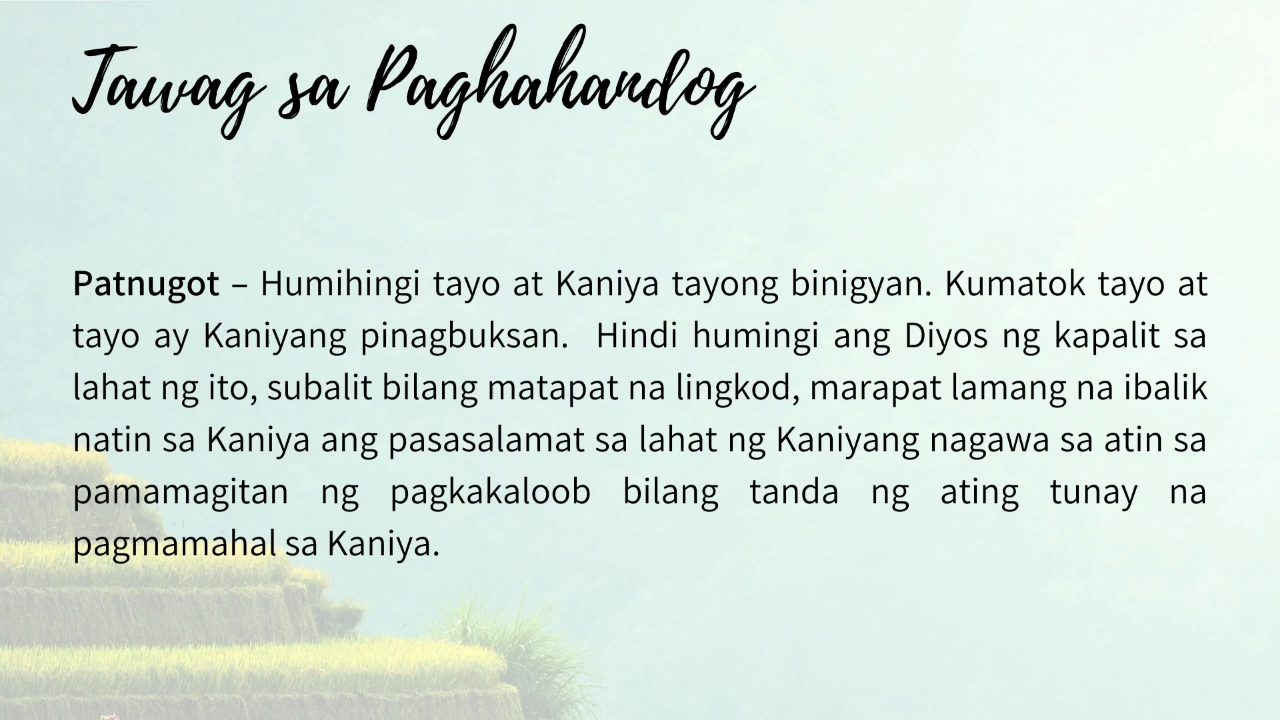 Tawag sa Paghahandog
Patnugot – Humihingi tayo at Kaniya tayong binigyan. Kumatok tayo at
tayo ay Kaniyang pinagbuksan.  Hindi humingi ang Diyos ng kapalit sa
lahat ng ito, subalit bilang matapat na lingkod, marapat lamang na ibalik
natin sa Kaniya ang pasasalamat sa lahat ng Kaniyang nagawa sa atin sa
pamamagitan ng pagkakaloob bilang tanda ng ating tunay na
pagmamahal sa Kaniya.